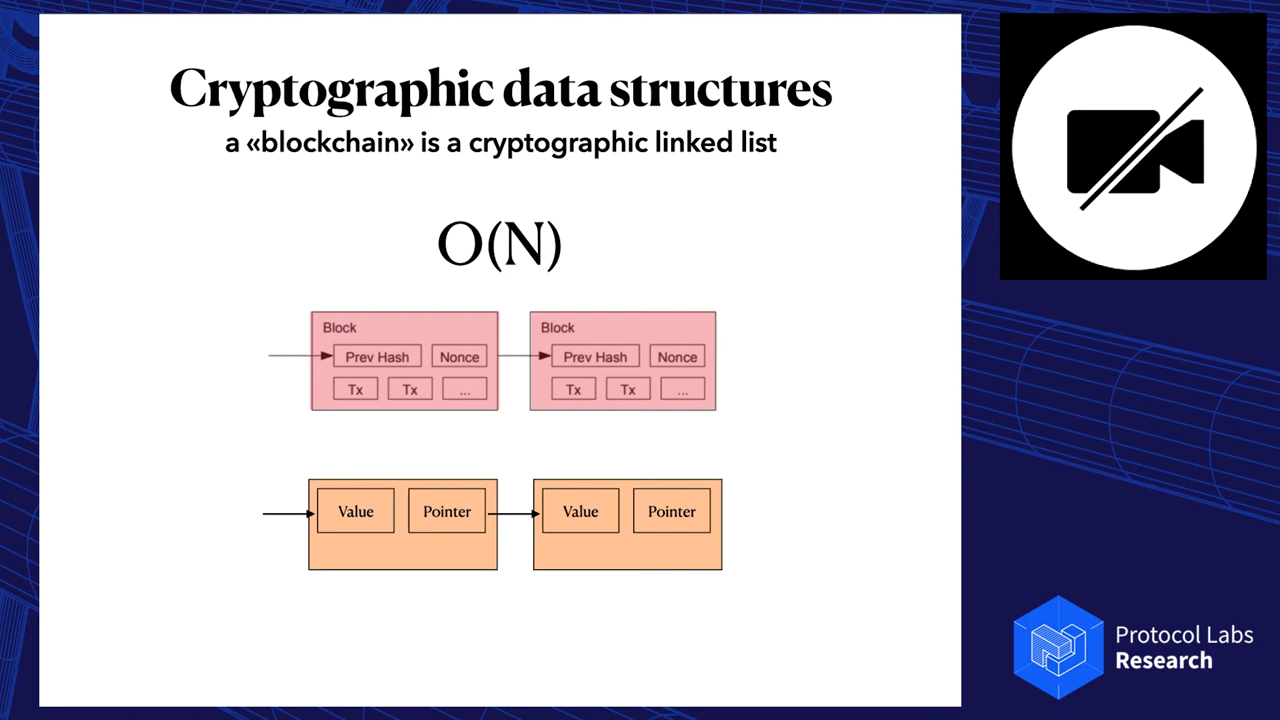 Cryptographic data structures
a «blockchain» is a cryptographic linked list
O(N)
Block
Block
Prev Hash
Nonce
Prev Hash
Nonce
Tx
Tx
...
Tx
Tx
...
Value
Pointer
Value
Pointer
Protocol Labs
Research